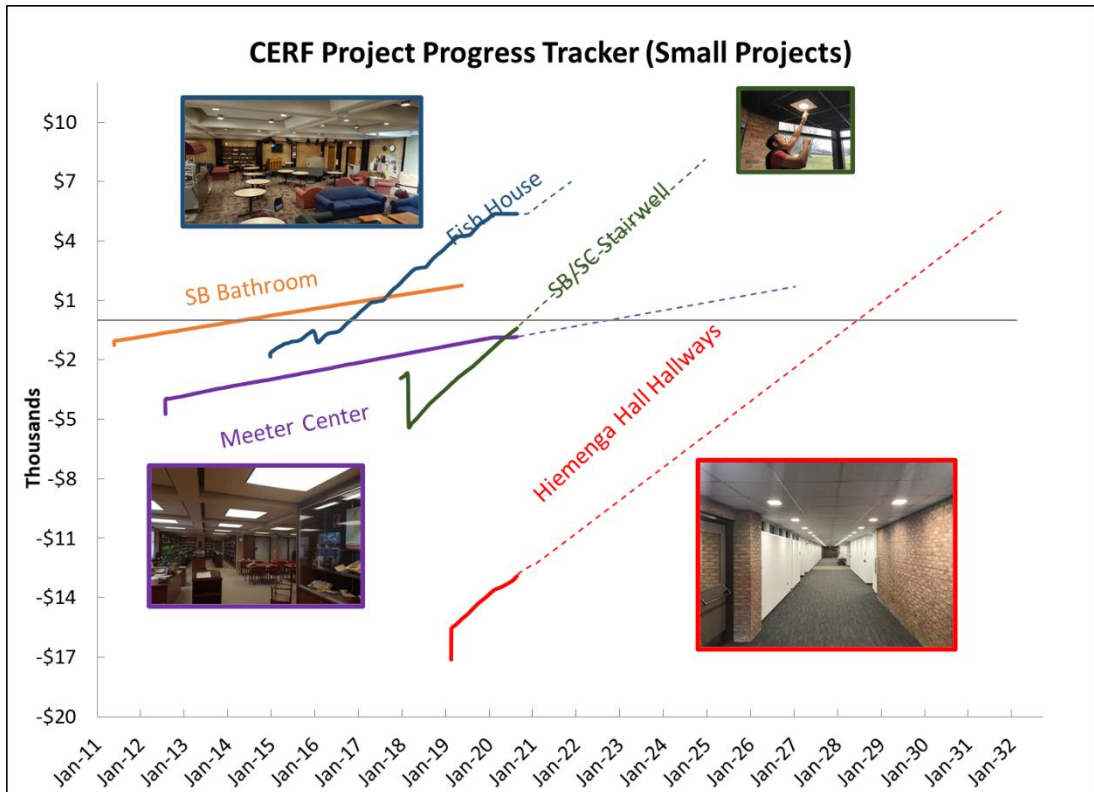 CERF Project Progress Tracker (Small Projects)
$10
$7
$4
$1
-$2
-$5
-$8
-$11
-$14
-$17
-$20
Thousands
Fish House
SB/SC Stairwell
SB Bathroom
Meeter Center
Hiemenga Hall Hallways
Jan-11
Jan-12
Jan-13
Jan-14
Jan-15
Jan-16
Jan-17
Jan-18
Jan-19
Jan-20
Jan-21
Jan-22
Jan-23
Jan-24
Jan-25
Jan-26
Jan-27
Jan-28
Jan-29
Jan-30
Jan-31
Jan-32